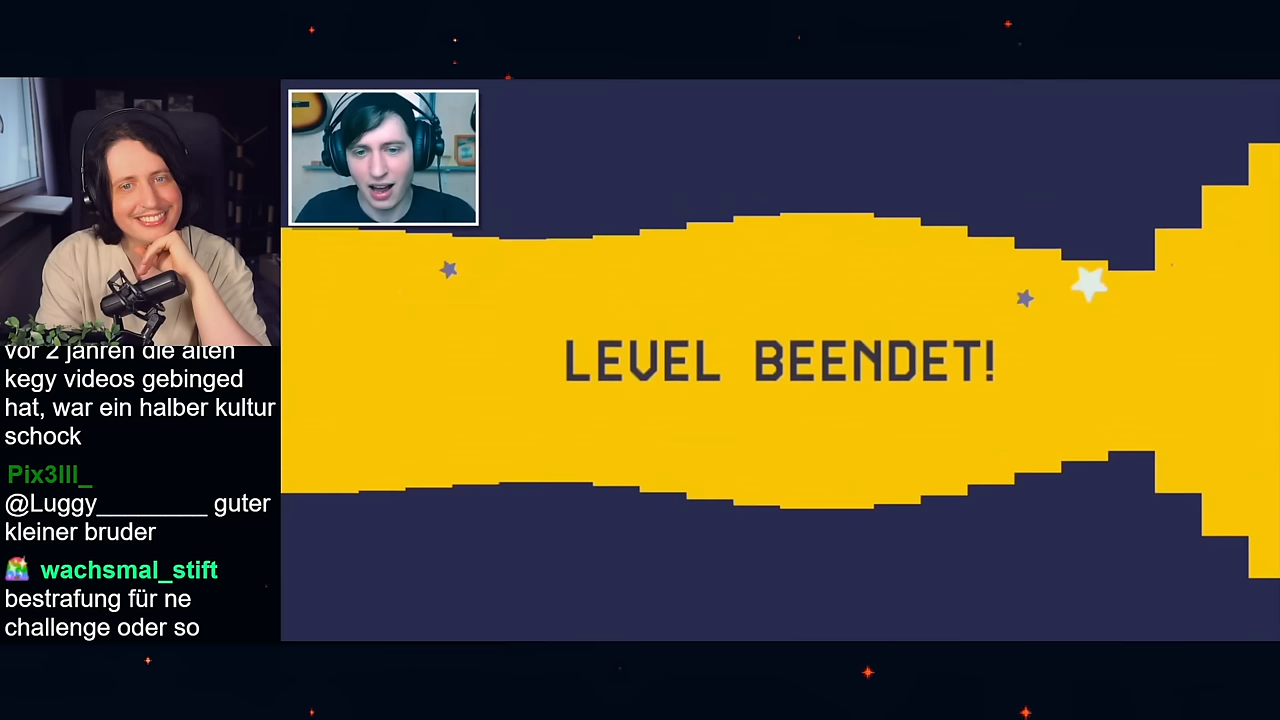 LEVEL BEENDET!
vor 2 jahren die alten
kegy videos gebinged
hat, war ein halber kultur
schock
Pix3lll_
@Luggy_________ guter
kleiner bruder
wachsmal_stift
bestrafung für ne
challenge oder so